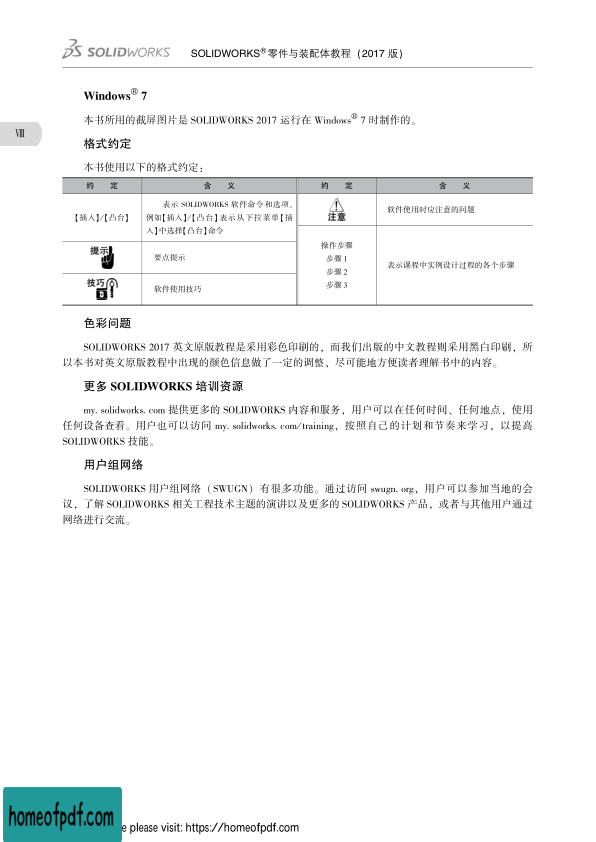 SOLIDWORKS SOLIDWORKS®零件与装配体教程（2017 版）
Windows® 7
本书所用的截屏图片是 SOLIDWORKS 2017 运行在 Windows® 7 时制作的。
VIII
格式约定
本书使用以下的格式约定：
约 定 含 义 约 定 含 义
【插入】/【凸台】
表示 SOLIDWORKS 软件命令和选项。
例如【插入】/【凸台】表示从下拉菜单【插
入】中选择【凸台】命令
注意
软件使用时应注意的问题
提示
要点提示
技巧
软件使用技巧
操作步骤
步骤 1
步骤 2
步骤 3
表示课程中实例设计过程的各个步骤
色彩问题
SOLIDWORKS 2017 英文原版教程是采用彩色印刷的，而我们出版的中文教程则采用黑白印刷，所
以本书对英文原版教程中出现的颜色信息做了一定的调整，尽可能地方便读者理解书中的内容。
更多 SOLIDWORKS 培训资源
my. solidworks. com 提供更多的 SOLIDWORKS 内容和服务，用户可以在任何时间、任何地点，使用
任何设备查看。用户也可以访问 my. solidworks. com/training，按照自己的计划和节奏来学习，以提高
SOLIDWORKS 技能。
用户组网络
SOLIDWORKS 用户组网络（SWUGN）有很多功能。通过访问 swugn. org，用户可以参加当地的会
议，了解 SOLIDWORKS 相关工程技术主题的演讲以及更多的 SOLIDWORKS 产品，或者与其他用户通过
网络进行交流。
homeofpdf.com
e please visit: https://homeofpdf.com